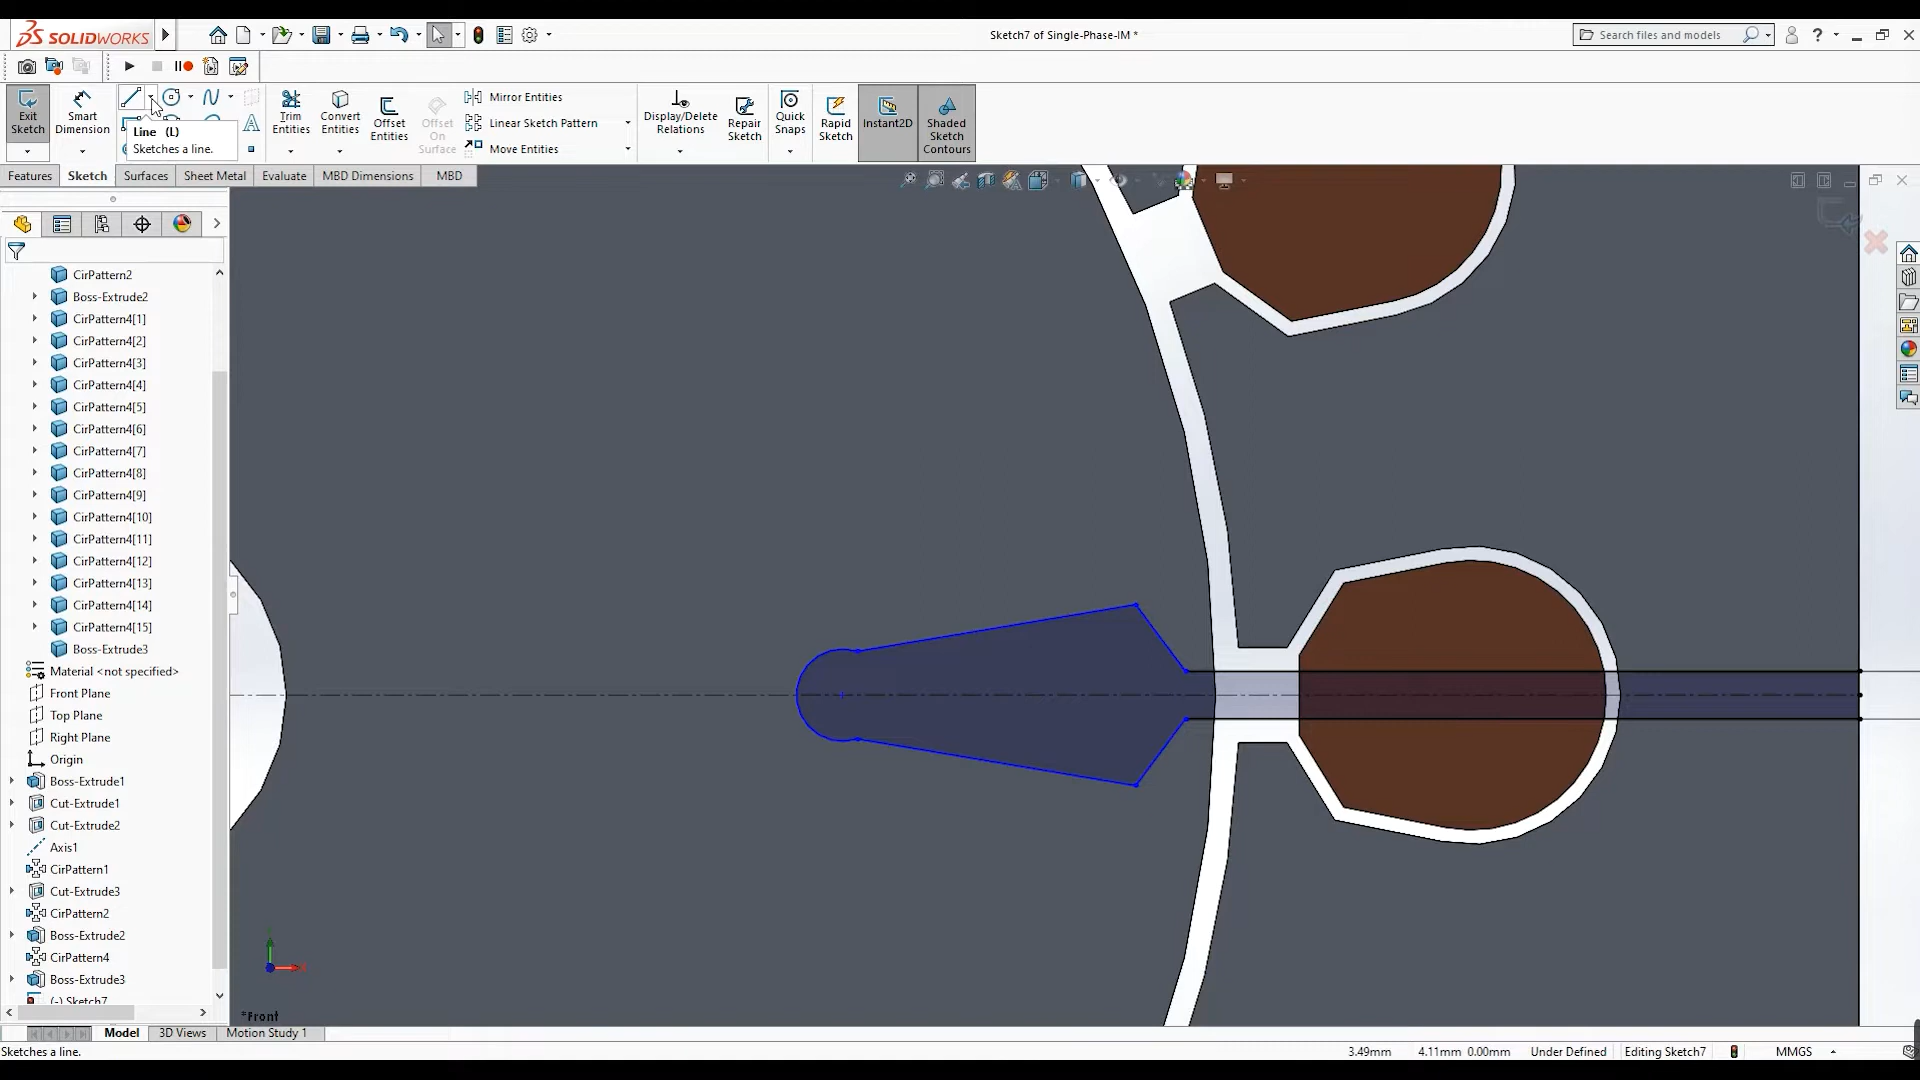 SOLIDWORKS
Sketch7 of Single-Phase-IM *
Search files and models
?
Exit Sketch
Smart Dimension
Trim Entities
Convert Entities
Offset Entities
Offset On Surface
Mirror Entities
Linear Sketch Pattern
Move Entities
Display/Delete Relations
Repair Sketch
Quick Snaps
Rapid Sketch
Instant2D
Shaded Sketch Contours
Line (L)
Sketches a line.
Features
Sketch
Surfaces
Sheet Metal
Evaluate
MBD Dimensions
MBD
CirPattern2
Boss-Extrude2
CirPattern4[1]
CirPattern4[2]
CirPattern4[3]
CirPattern4[4]
CirPattern4[5]
CirPattern4[6]
CirPattern4[7]
CirPattern4[8]
CirPattern4[9]
CirPattern4[10]
CirPattern4[11]
CirPattern4[12]
CirPattern4[13]
CirPattern4[14]
CirPattern4[15]
Boss-Extrude3
Material <not specified>
Front Plane
Top Plane
Right Plane
Origin
Boss-Extrude1
Cut-Extrude1
Cut-Extrude2
Axis1
CirPattern1
Cut-Extrude3
CirPattern2
Boss-Extrude2
CirPattern4
Boss-Extrude3
(-) Sketch7
*Front
Model
3D Views
Motion Study 1
Sketches a line.
3.49mm
4.11mm
0.00mm
Under Defined
Editing Sketch7
MMGS